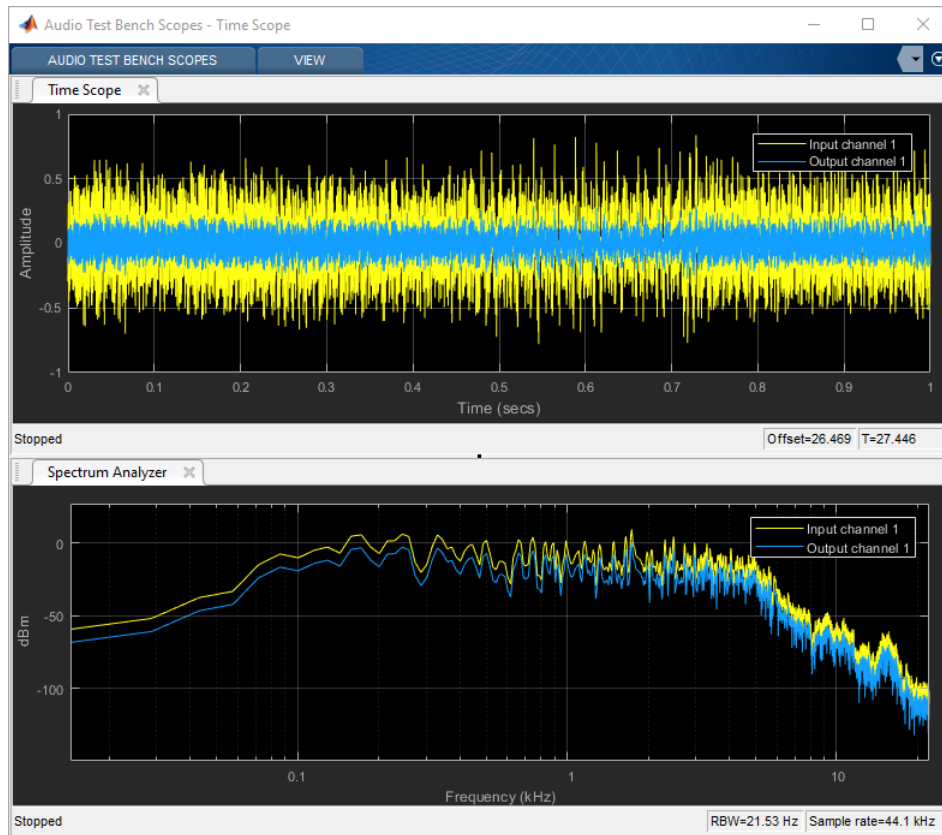 Audio Test Bench Scopes - Time Scope
AUDIO TEST BENCH SCOPES VIEW
Time Scope
1
0.5
0
-0.5
-1
Amplitude
Input channel 1
Output channel 1
0 0.1 0.2 0.3 0.4 0.5 0.6 0.7 0.8 0.9 1
Time (secs)
Stopped Offset=26.469 T=27.446
Spectrum Analyzer
0
-50
-100
dBm
Input channel 1
Output channel 1
0.1 1 10
Frequency (kHz)
Stopped RBW=21.53 Hz Sample rate=44.1 kHz